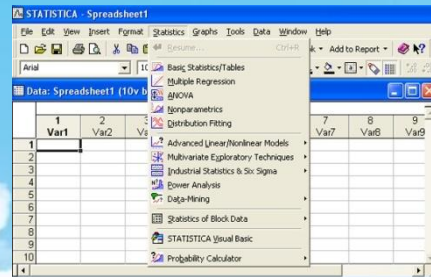 STATISTICA - Spreadsheet1
File Edit View Insert Format Statistics Graphs Tools Data Window Help
Resume... Ctrl+R
Add to Report
Arial 10
Basic Statistics/Tables
Multiple Regression
ANOVA
Nonparametrics
Distribution Fitting
Advanced Linear/Nonlinear Models
Multivariate Exploratory Techniques
Industrial Statistics & Six Sigma
Power Analysis
Data-Mining
Statistics of Block Data
STATISTICA Visual Basic
Probability Calculator
Data: Spreadsheet1 (10v b
1 2 7 8 9
Var1 Var2 Var7 Var8 Var9
1
2
3
4
5
6
7
8
9
10